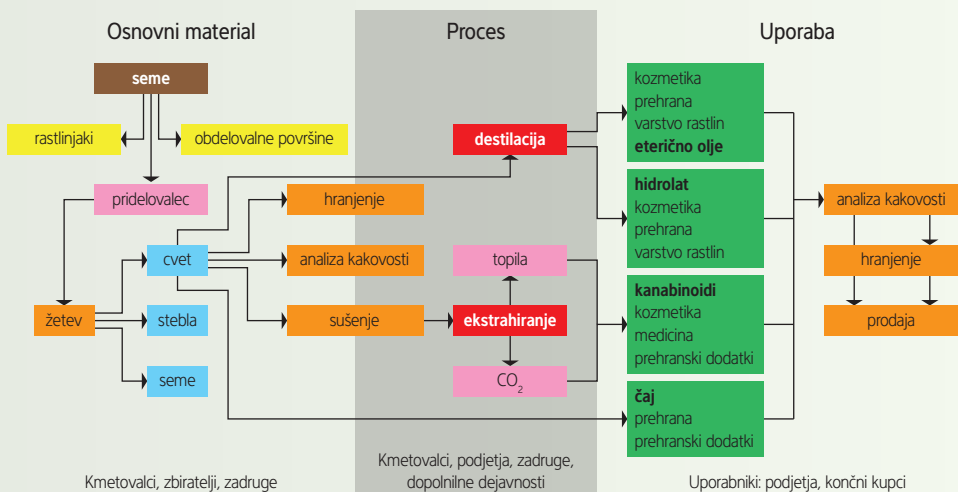 Osnovni material
Proces
Uporaba
seme
rastlinjaki
obdelovalne površine
pridelovalec
žetev
cvet
stebla
seme
hranjenje
analiza kakovosti
sušenje
destilacija
topila
ekstrahiranje
CO₂
kozmetika
prehrana
varstvo rastlin
eterično olje
hidrolat
kozmetika
prehrana
varstvo rastlin
kanabinoidi
kozmetika
medicina
prehranski dodatki
čaj
prehrana
prehranski dodatki
analiza kakovosti
hranjenje
prodaja
Kmetovalci, zbiratelji, zadruge
Kmetovalci, podjetja, zadruge,
dopolnilne dejavnosti
Uporabniki: podjetja, končni kupci